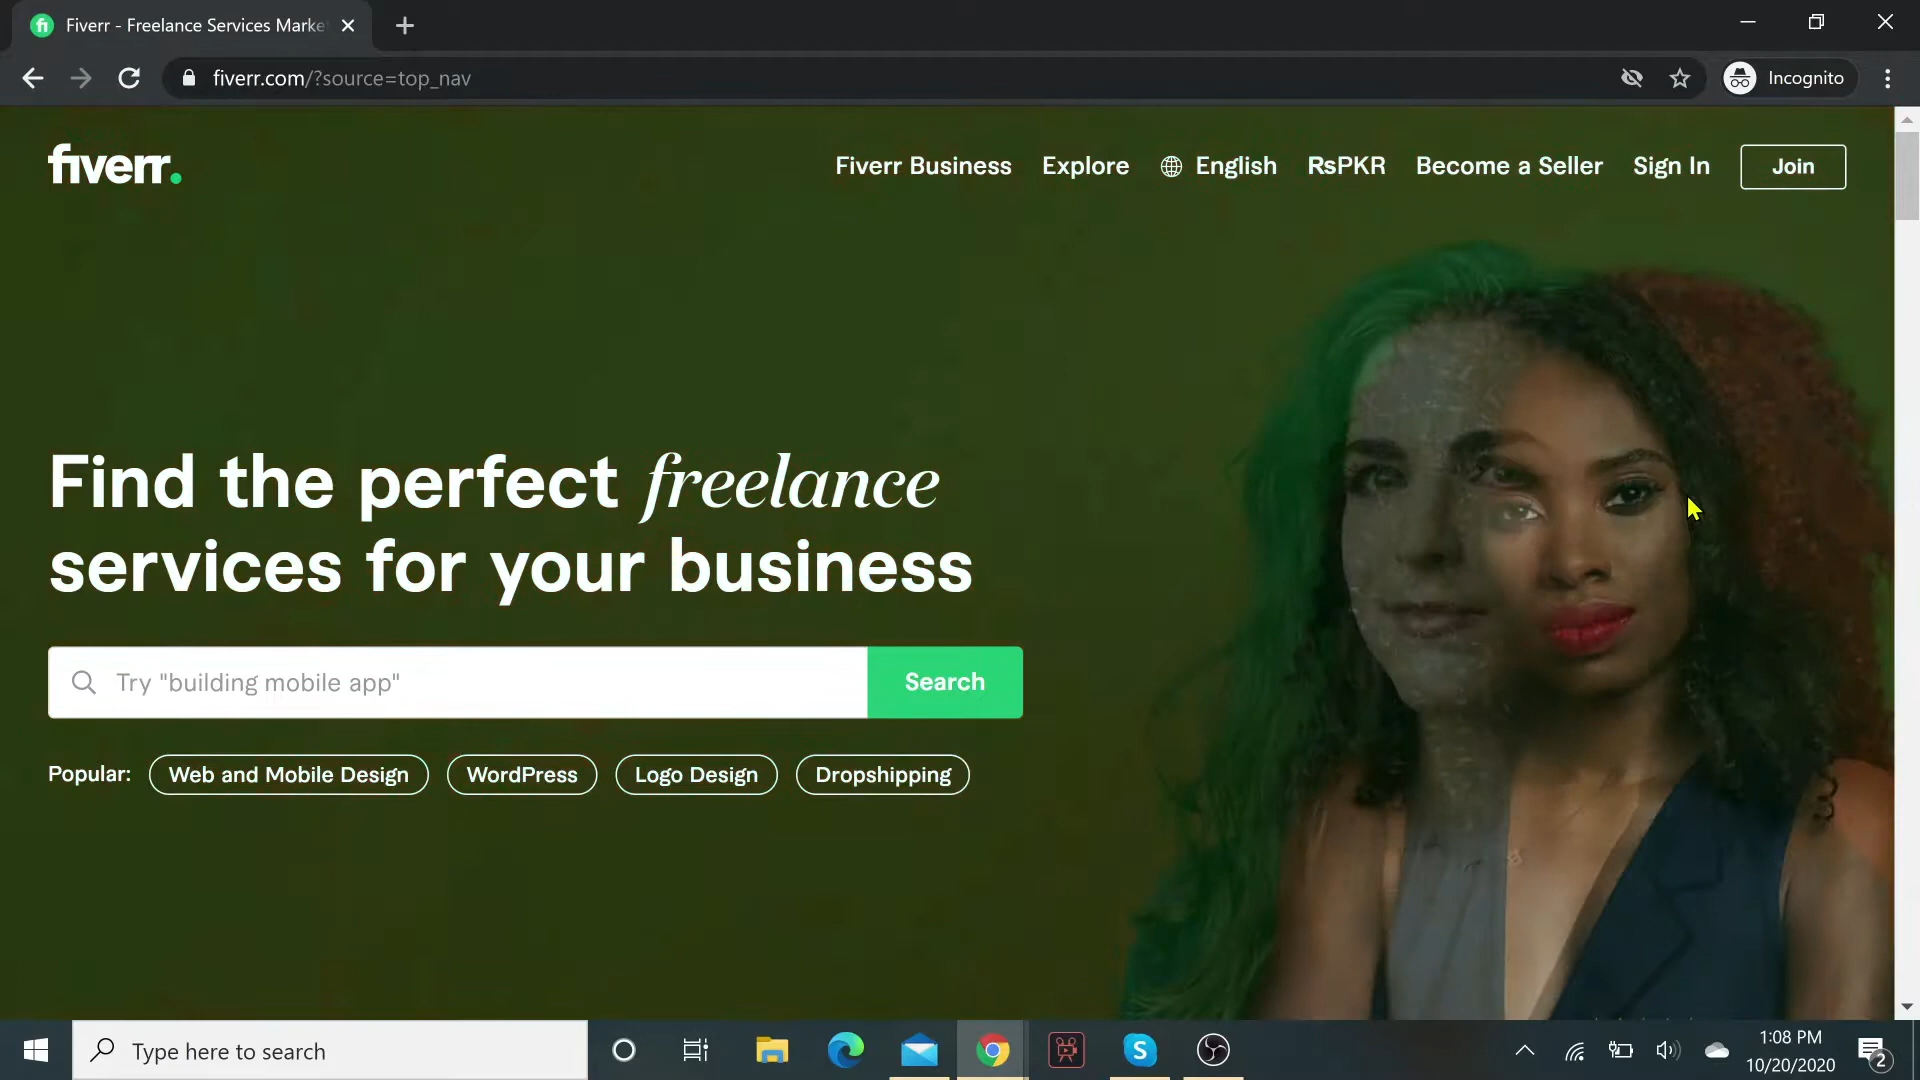 Fiverr - Freelance Services Marke
fiverr.com/?source=top_nav
Incognito
fiverr.
Fiverr Business
Explore
English
RsPKR
Become a Seller
Sign In
Join
Find the perfect freelance
services for your business
Try "building mobile app"
Search
Popular:
Web and Mobile Design
WordPress
Logo Design
Dropshipping
Type here to search
1:08 PM
10/20/2020
2